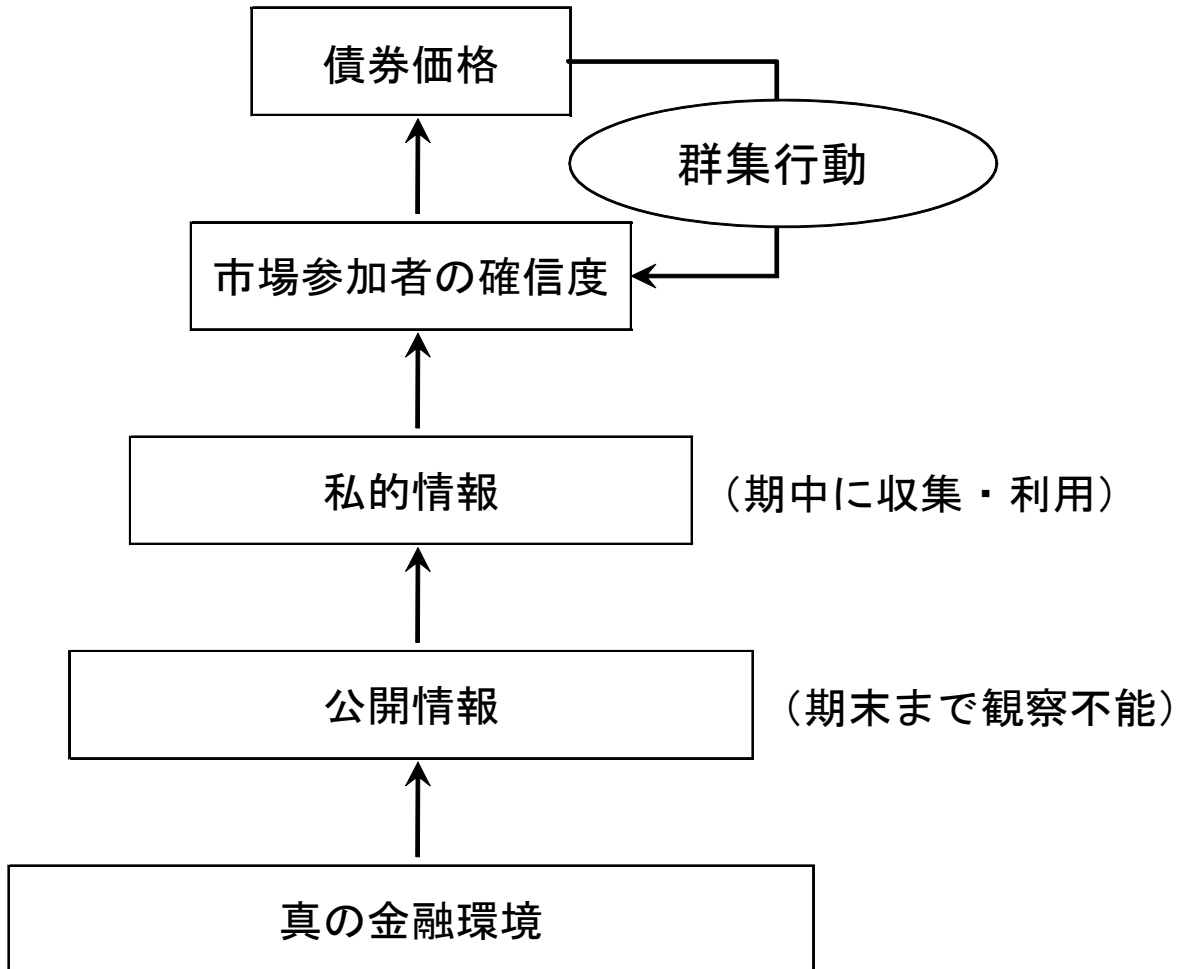 債券価格
群集行動
市場参加者の確信度
私的情報
（期中に収集・利用）
公開情報
（期末まで観察不能）
真の金融環境